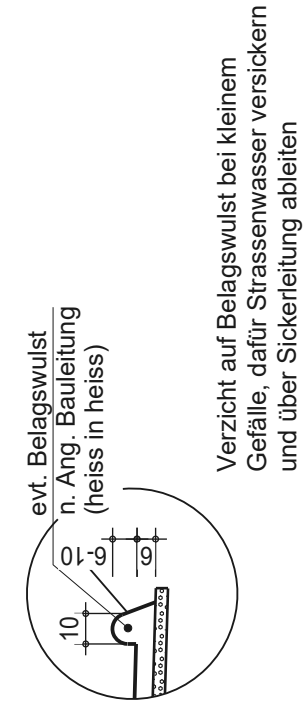 evt. Belagswulst
n. Ang. Bauleitung
(heiss in heiss)
10
6-10
6
Verzicht auf Belagswulst bei kleinem
Gefälle, dafür Strassenwasser versickern
und über Sickerleitung ableiten